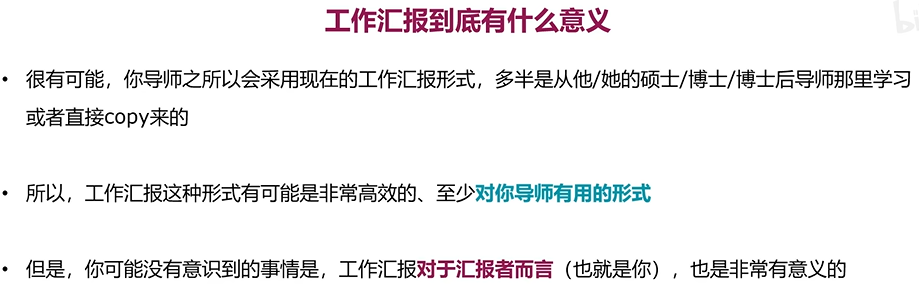 工作汇报到底有什么意义
• 很有可能，你导师之所以会采用现在的工作汇报形式，多半是从他/她的硕士/博士/博士后导师那里学习
或者直接copy来的
• 所以，工作汇报这种形式有可能是非常高效的、至少对你导师有用的形式
• 但是，你可能没有意识到的事情是，工作汇报对于汇报者而言（也就是你），也是非常有意义的